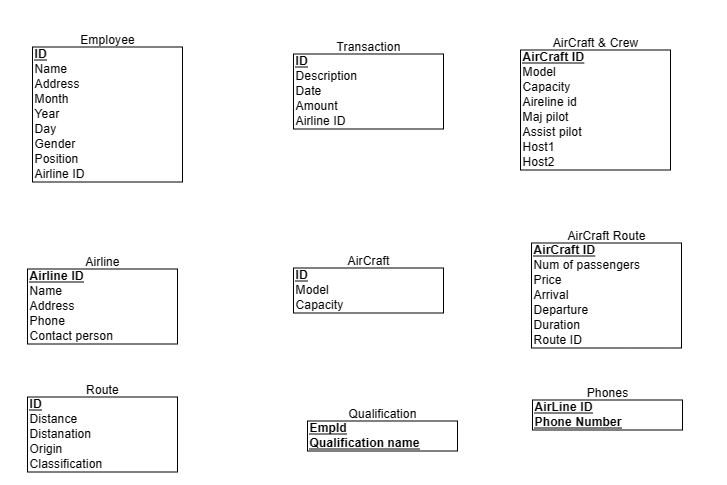 Employee
ID
Name
Address
Month
Year
Day
Gender
Position
Airline ID
Transaction
ID
Description
Date
Amount
Airline ID
AirCraft & Crew
AirCraft ID
Model
Capacity
Aireline id
Maj pilot
Assist pilot
Host1
Host2
Airline
Airline ID
Name
Address
Phone
Contact person
AirCraft
ID
Model
Capacity
AirCraft Route
AirCraft ID
Num of passengers
Price
Arrival
Departure
Duration
Route ID
Route
ID
Distance
Distanation
Origin
Classification
Qualification
EmpId
Qualification name
Phones
AirLine ID
Phone Number